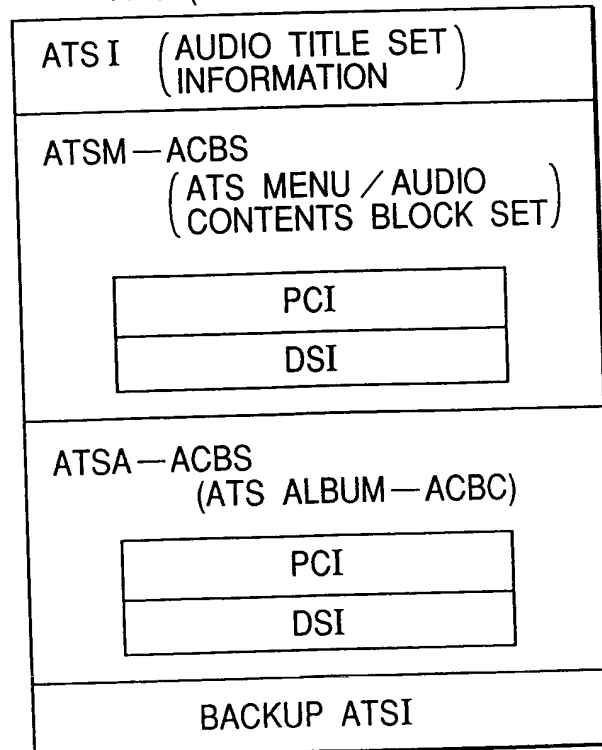 ATSI (AUDIO TITLE SET
INFORMATION)
ATSM—ACBS
(ATS MENU / AUDIO
CONTENTS BLOCK SET)
PCI
DSI
ATSA—ACBS
(ATS ALBUM—ACBC)
PCI
DSI
BACKUP ATSI